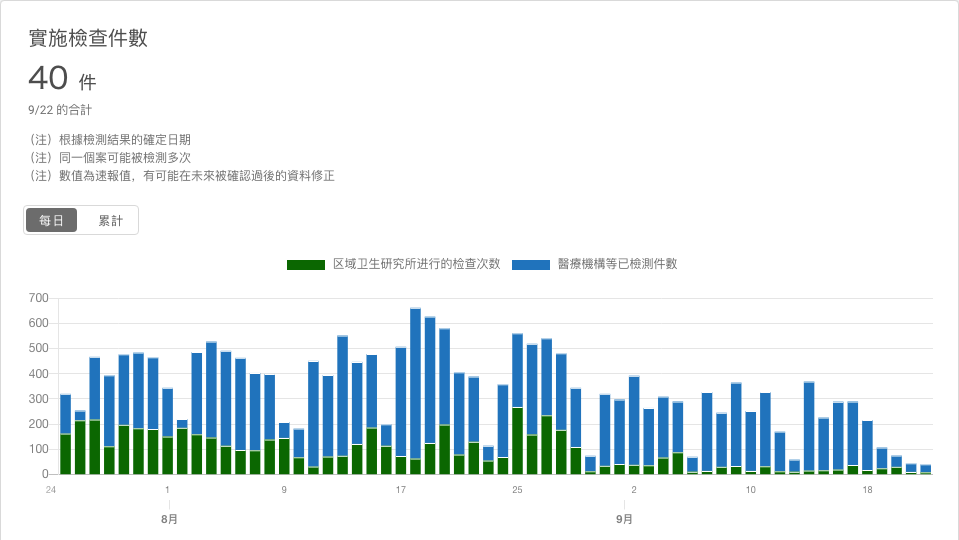 實施檢查件數
40 件
9/22 的合計
（注）根據檢測結果的確定日期
（注）同一個案可能被檢測多次
（注）數值為速報值，有可能在未來被確認過後的資料修正
每日 累計
区域卫生研究所进行的检查次数 醫療機構等已檢測件數
700
600
500
400
300
200
100
0
24 1 9 17 25 2 10 18
8月 9月